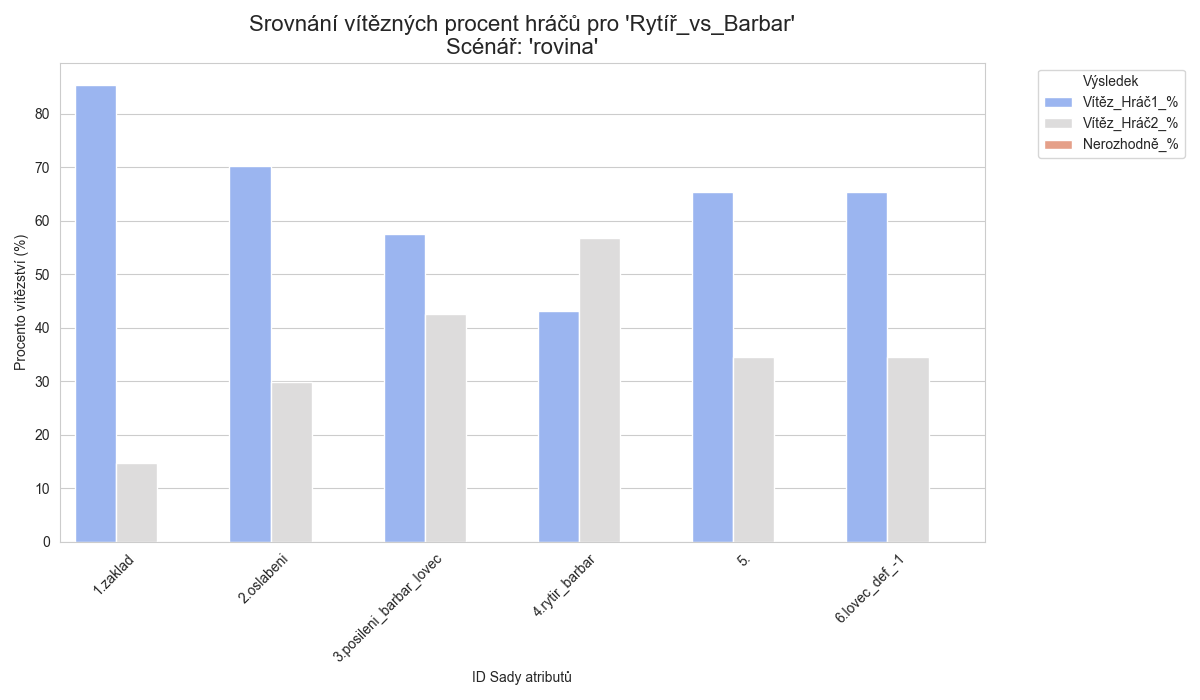 Srovnání vítězných procent hráčů pro 'Rytíř_vs_Barbar'
Scénář: 'rovina'
Výsledek
Vítěz_Hráč1_%
Vítěz_Hráč2_%
Nerozhodně_%
Procento vítězství (%)
80
70
60
50
40
30
20
10
0
1.zaklad
2.oslabeni
3.posileni_barbar_lovec
4.rytir_barbar
5.
6.lovec_def_-1
ID Sady atributů